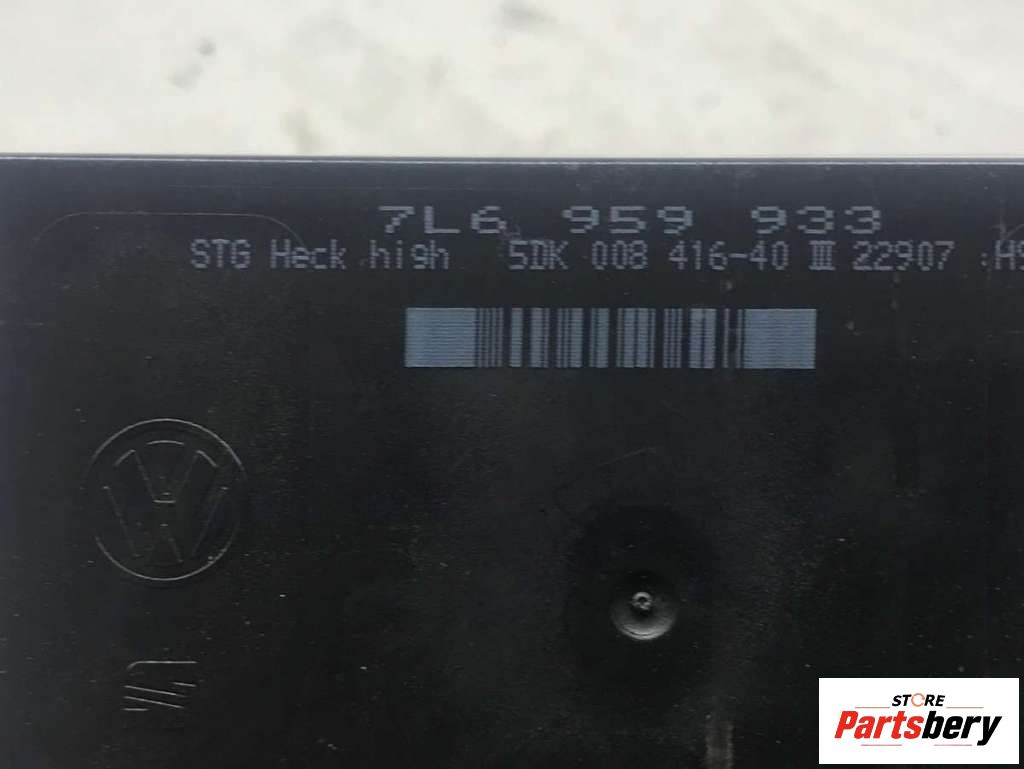 7L6 959 933
STG Heck high 5DK 008 416-40 III 22907
STORE
Partsbery